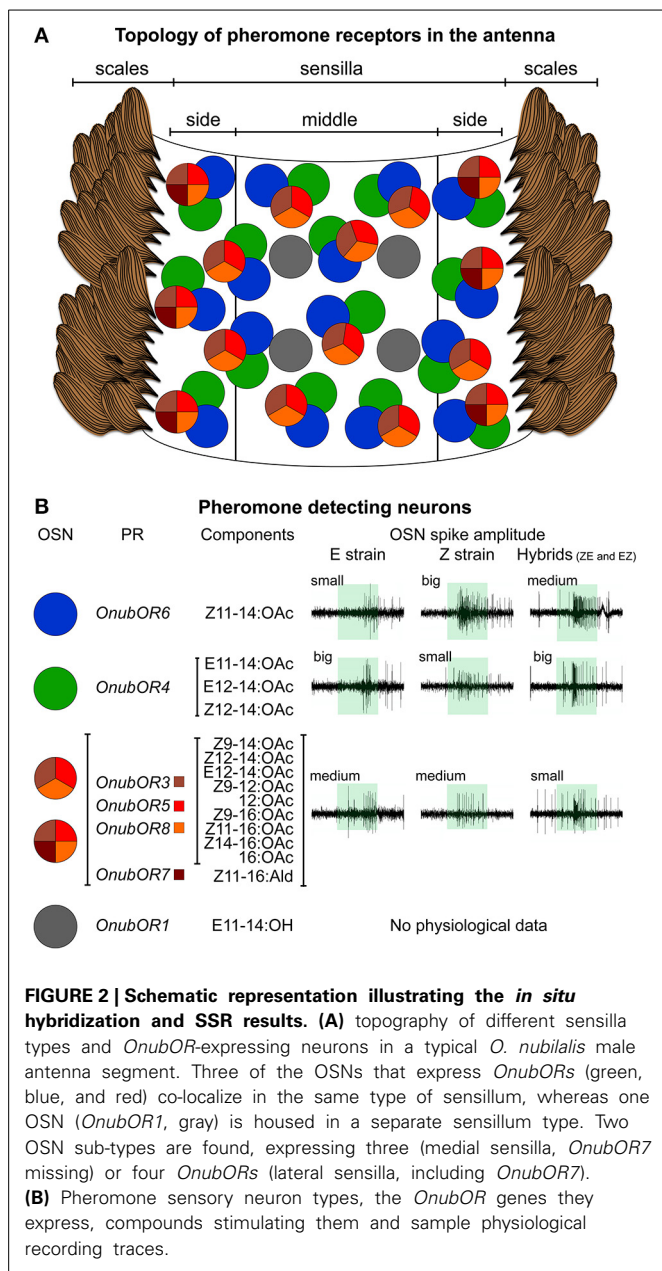 A Topology of pheromone receptors in the antenna
scales sensilla scales
side middle side
B Pheromone detecting neurons
OSN PR Components OSN spike amplitude
E strain Z strain Hybrids (ZE and EZ)
small big medium
OnubOR6 Z11-14:OAc
big small big
OnubOR4 E11-14:OAc
E12-14:OAc
Z12-14:OAc
Z9-14:OAc
Z12-14:OAc
E12-14:OAc
Z9-12:OAc
12:OAc
Z9-16:OAc
Z11-16:OAc
Z14-16:OAc
16:OAc
OnubOR3
OnubOR5
OnubOR8
medium medium small
OnubOR7 Z11-16:Ald
OnubOR1 E11-14:OH No physiological data
FIGURE 2 | Schematic representation illustrating the in situ
hybridization and SSR results. (A) topography of different sensilla
types and OnubOR-expressing neurons in a typical O. nubilalis male
antenna segment. Three of the OSNs that express OnubORs (green,
blue, and red) co-localize in the same type of sensillum, whereas one
OSN (OnubOR1, gray) is housed in a separate sensillum type. Two
OSN sub-types are found, expressing three (medial sensilla, OnubOR7
missing) or four OnubORs (lateral sensilla, including OnubOR7).
(B) Pheromone sensory neuron types, the OnubOR genes they
express, compounds stimulating them and sample physiological
recording traces.